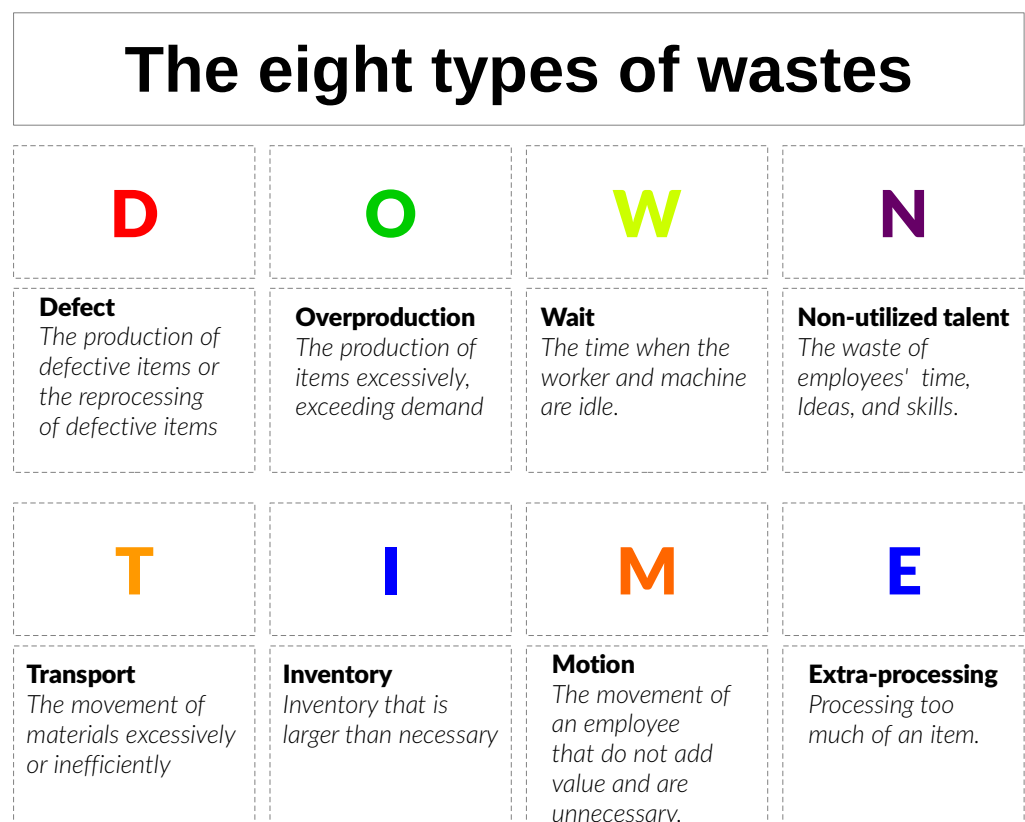 The eight types of wastes
D
O
W
N
Defect
The production of
defective items or
the reprocessing
of defective items
Overproduction
The production of
items excessively,
exceeding demand
Wait
The time when the
worker and machine
are idle.
Non-utilized talent
The waste of
employees'  time,
Ideas, and skills.
T
I
M
E
Transport
The movement of
materials excessively
or inefficiently
Inventory
Inventory that is
larger than necessary
Motion
The movement of
an employee
that do not add
value and are
unnecessary.
Extra-processing
Processing too
much of an item.